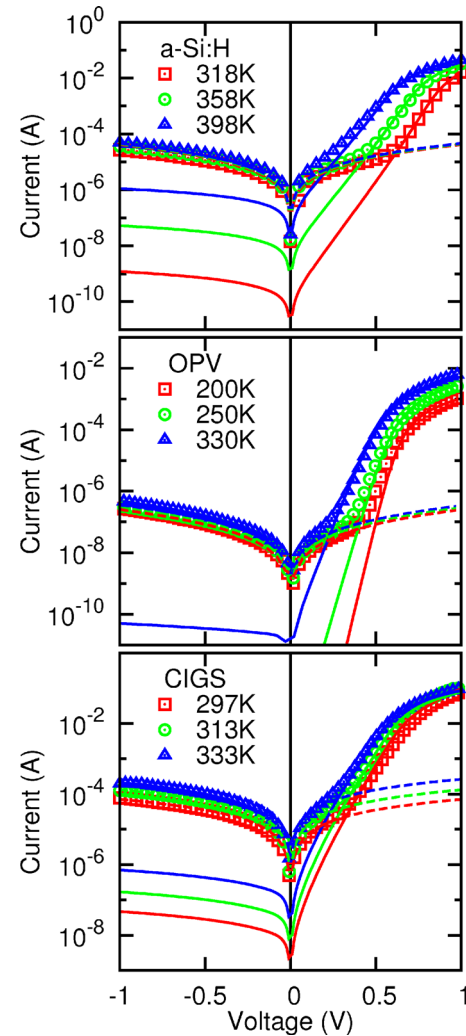 a-Si:H
318K
358K
398K
Current (A)
10^0
10^-2
10^-4
10^-6
10^-8
10^-10
OPV
200K
250K
330K
Current (A)
10^-2
10^-4
10^-6
10^-8
10^-10
CIGS
297K
313K
333K
Current (A)
10^-2
10^-4
10^-6
10^-8
-1 -0.5 0 0.5 1
Voltage (V)